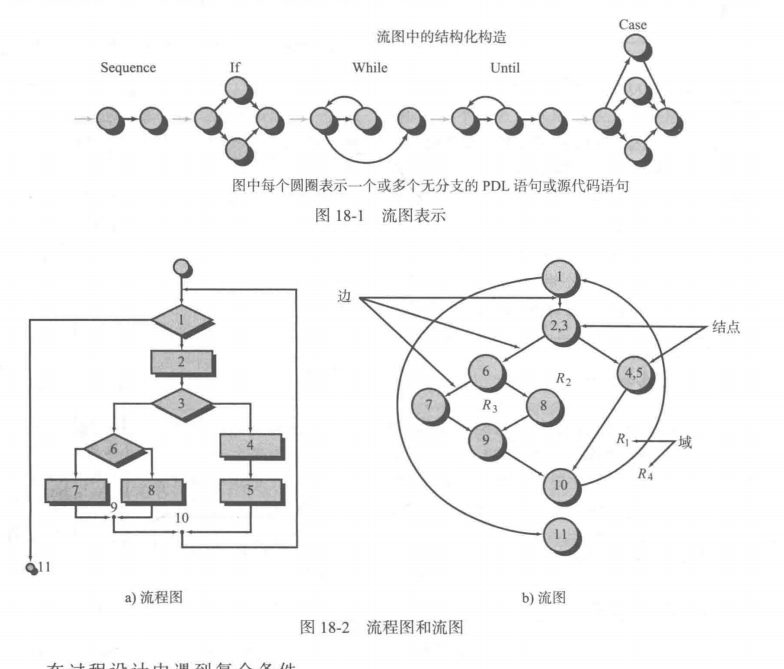 流图中的结构化构造
Case
Sequence If While Until
图中每个圆圈表示一个或多个无分支的 PDL 语句或源代码语句
图 18-1 流图表示
1
边
1
2,3
结点
2
6
4,5
3
R2
7
R3
8
6
4
9
R1
域
7
8
5
10
R4
9
10
11
11
a) 流程图
b) 流图
图 18-2 流程图和流图
在过程设计中遇到复合条件